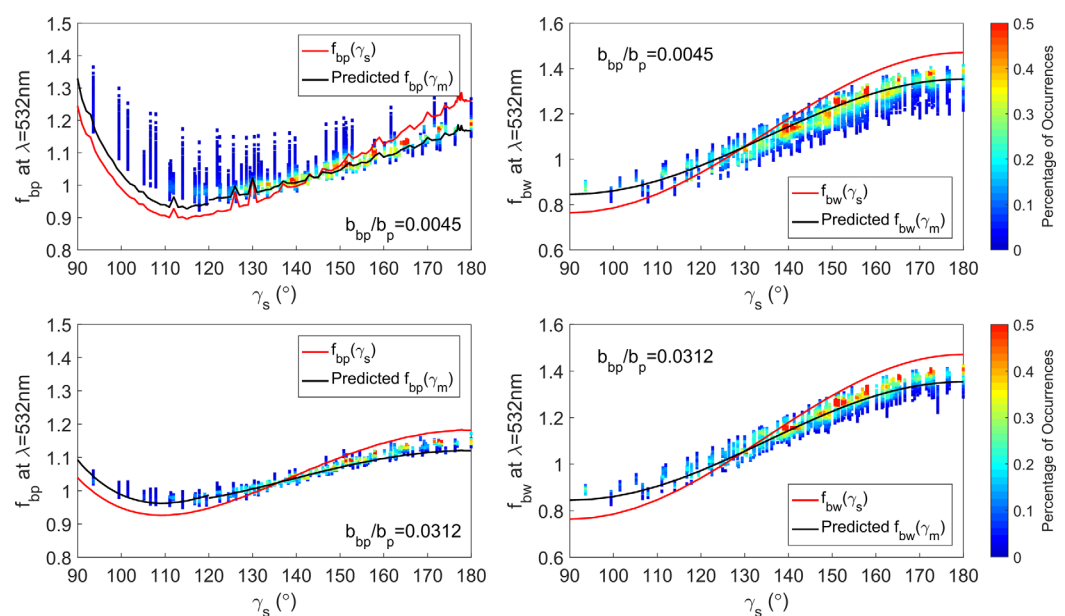 1.5
1.4
1.3
1.2
1.1
1
0.9
0.8
f_bp at λ=532nm
f_bp(γ_s)
Predicted f_bp(γ_m)
b_bp/b_p=0.0045
90 100 110 120 130 140 150 160 170 180
γ_s (°)
1.6
1.4
1.2
1
0.8
0.6
f_bw at λ=532nm
b_bp/b_p=0.0045
f_bw(γ_s)
Predicted f_bw(γ_m)
90 100 110 120 130 140 150 160 170 180
γ_s (°)
0.5
0.4
0.3
0.2
0.1
0
Percentage of Occurrences
1.5
1.4
1.3
1.2
1.1
1
0.9
0.8
f_bp at λ=532nm
f_bp(γ_s)
Predicted f_bp(γ_m)
b_bp/b_p=0.0312
90 100 110 120 130 140 150 160 170 180
γ_s (°)
1.6
1.4
1.2
1
0.8
0.6
f_bw at λ=532nm
b_bp/b_p=0.0312
f_bw(γ_s)
Predicted f_bw(γ_m)
90 100 110 120 130 140 150 160 170 180
γ_s (°)
0.5
0.4
0.3
0.2
0.1
0
Percentage of Occurrences